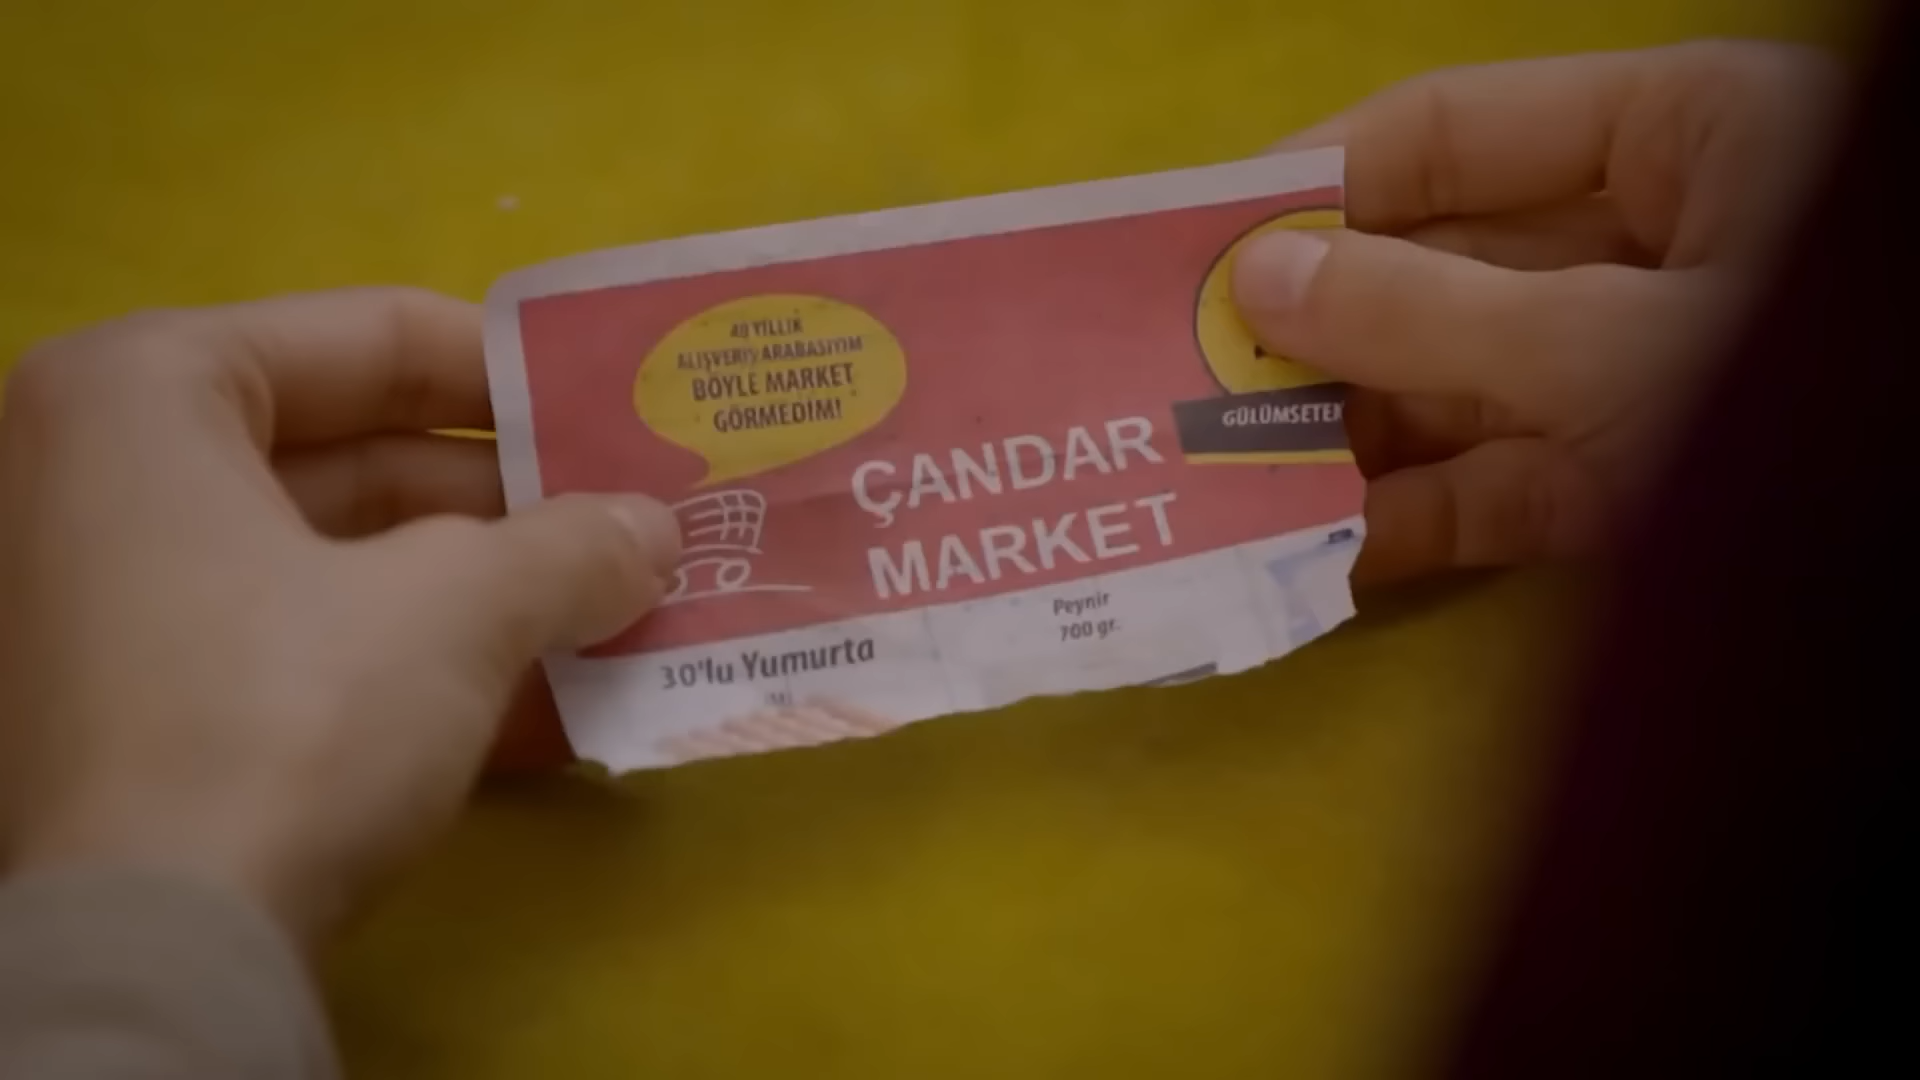 40 YILLIK
ALIŞVERİŞ ARABASIYIM
BÖYLE MARKET
GÖRMEDİM!
ÇANDAR
MARKET
GÜLÜMSETEN
30'lu Yumurta
Peynir
700 gr.